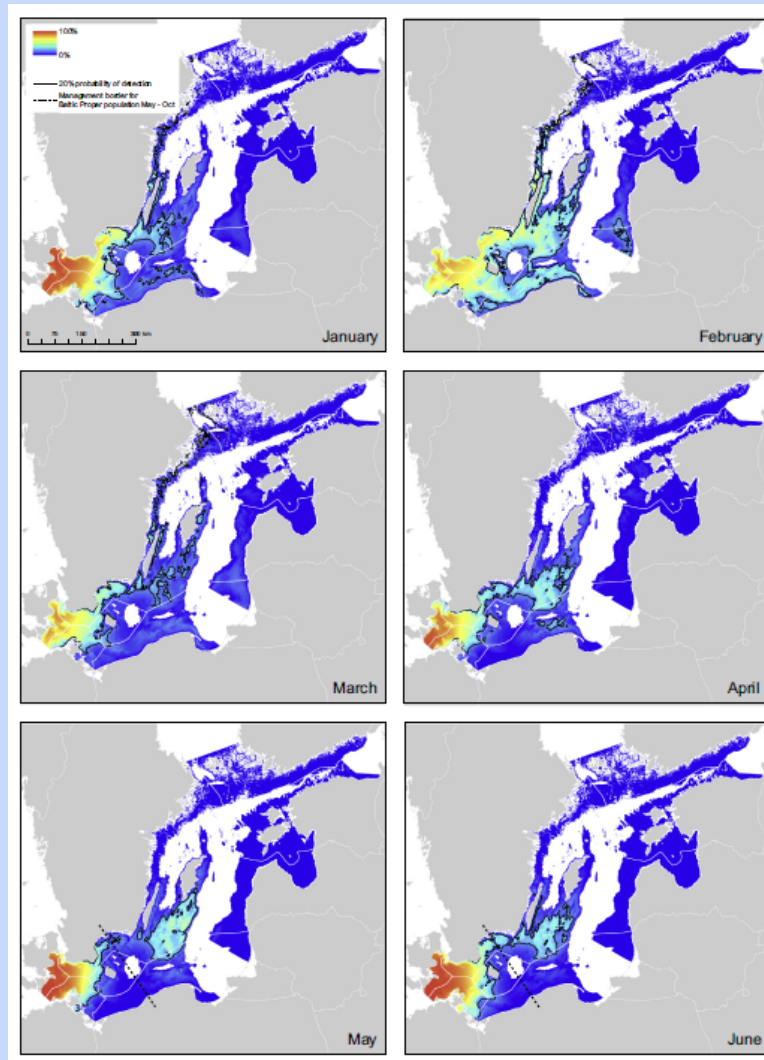 100%
0%
20% probability of detection
Management border for
Baltic Proper population May - Oct
January
February
March
April
May
June